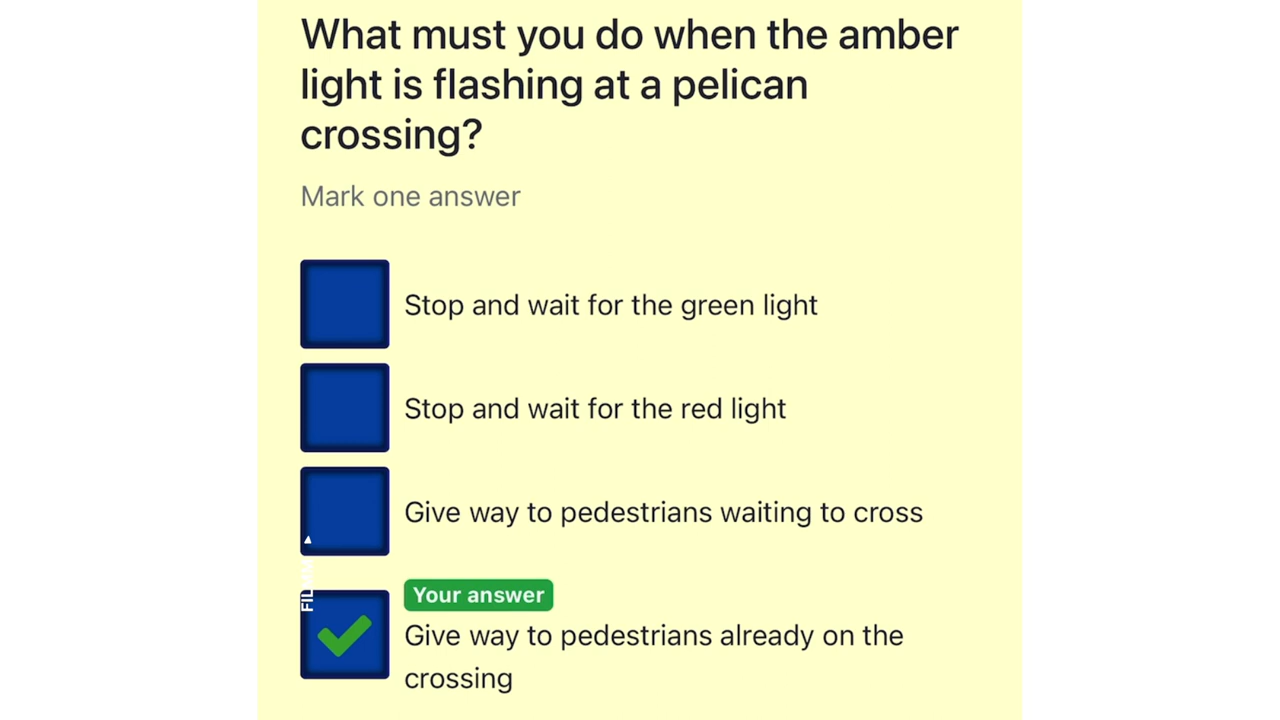 What must you do when the amber
light is flashing at a pelican
crossing?
Mark one answer
Stop and wait for the green light
Stop and wait for the red light
Give way to pedestrians waiting to cross
Your answer
Give way to pedestrians already on the
crossing